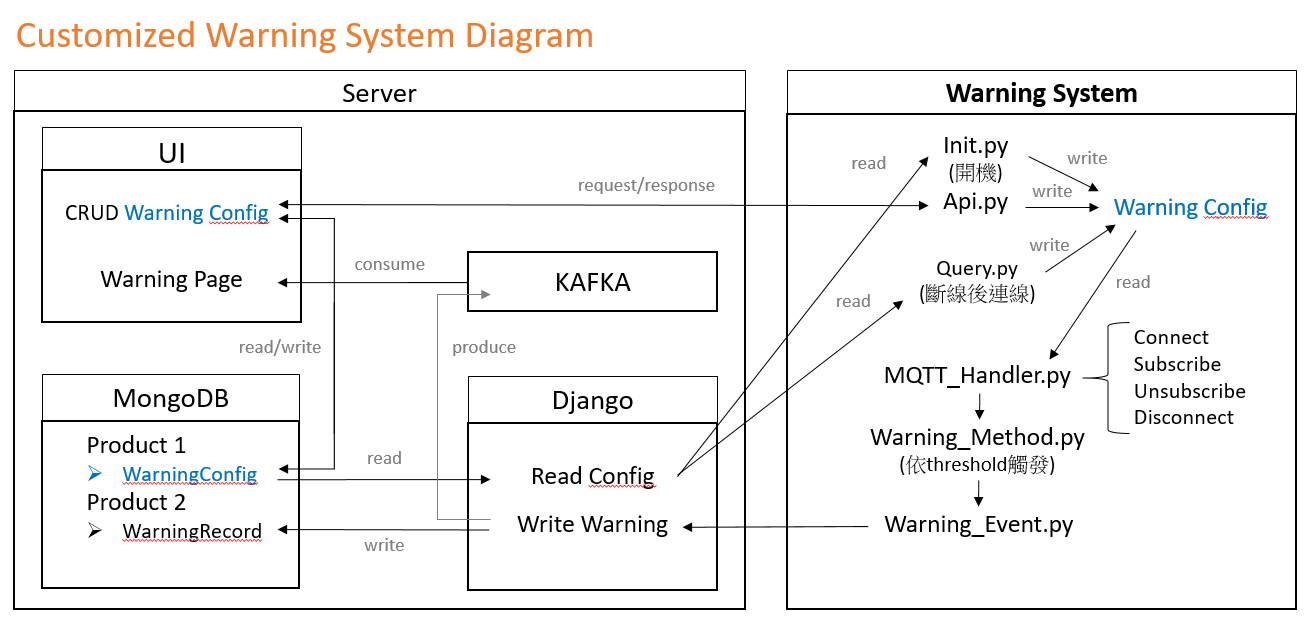 Customized Warning System Diagram
Server
UI
CRUD Warning Config
Warning Page
request/response
consume
KAFKA
read/write
produce
MongoDB
Product 1
WarningConfig
Product 2
WarningRecord
read
write
Django
Read Config
Write Warning
Warning System
read
Init.py
(開機)
write
Api.py
write
Warning Config
Query.py
(斷線後連線)
write
read
read
MQTT_Handler.py
Connect
Subscribe
Unsubscribe
Disconnect
Warning_Method.py
(依threshold觸發)
Warning_Event.py